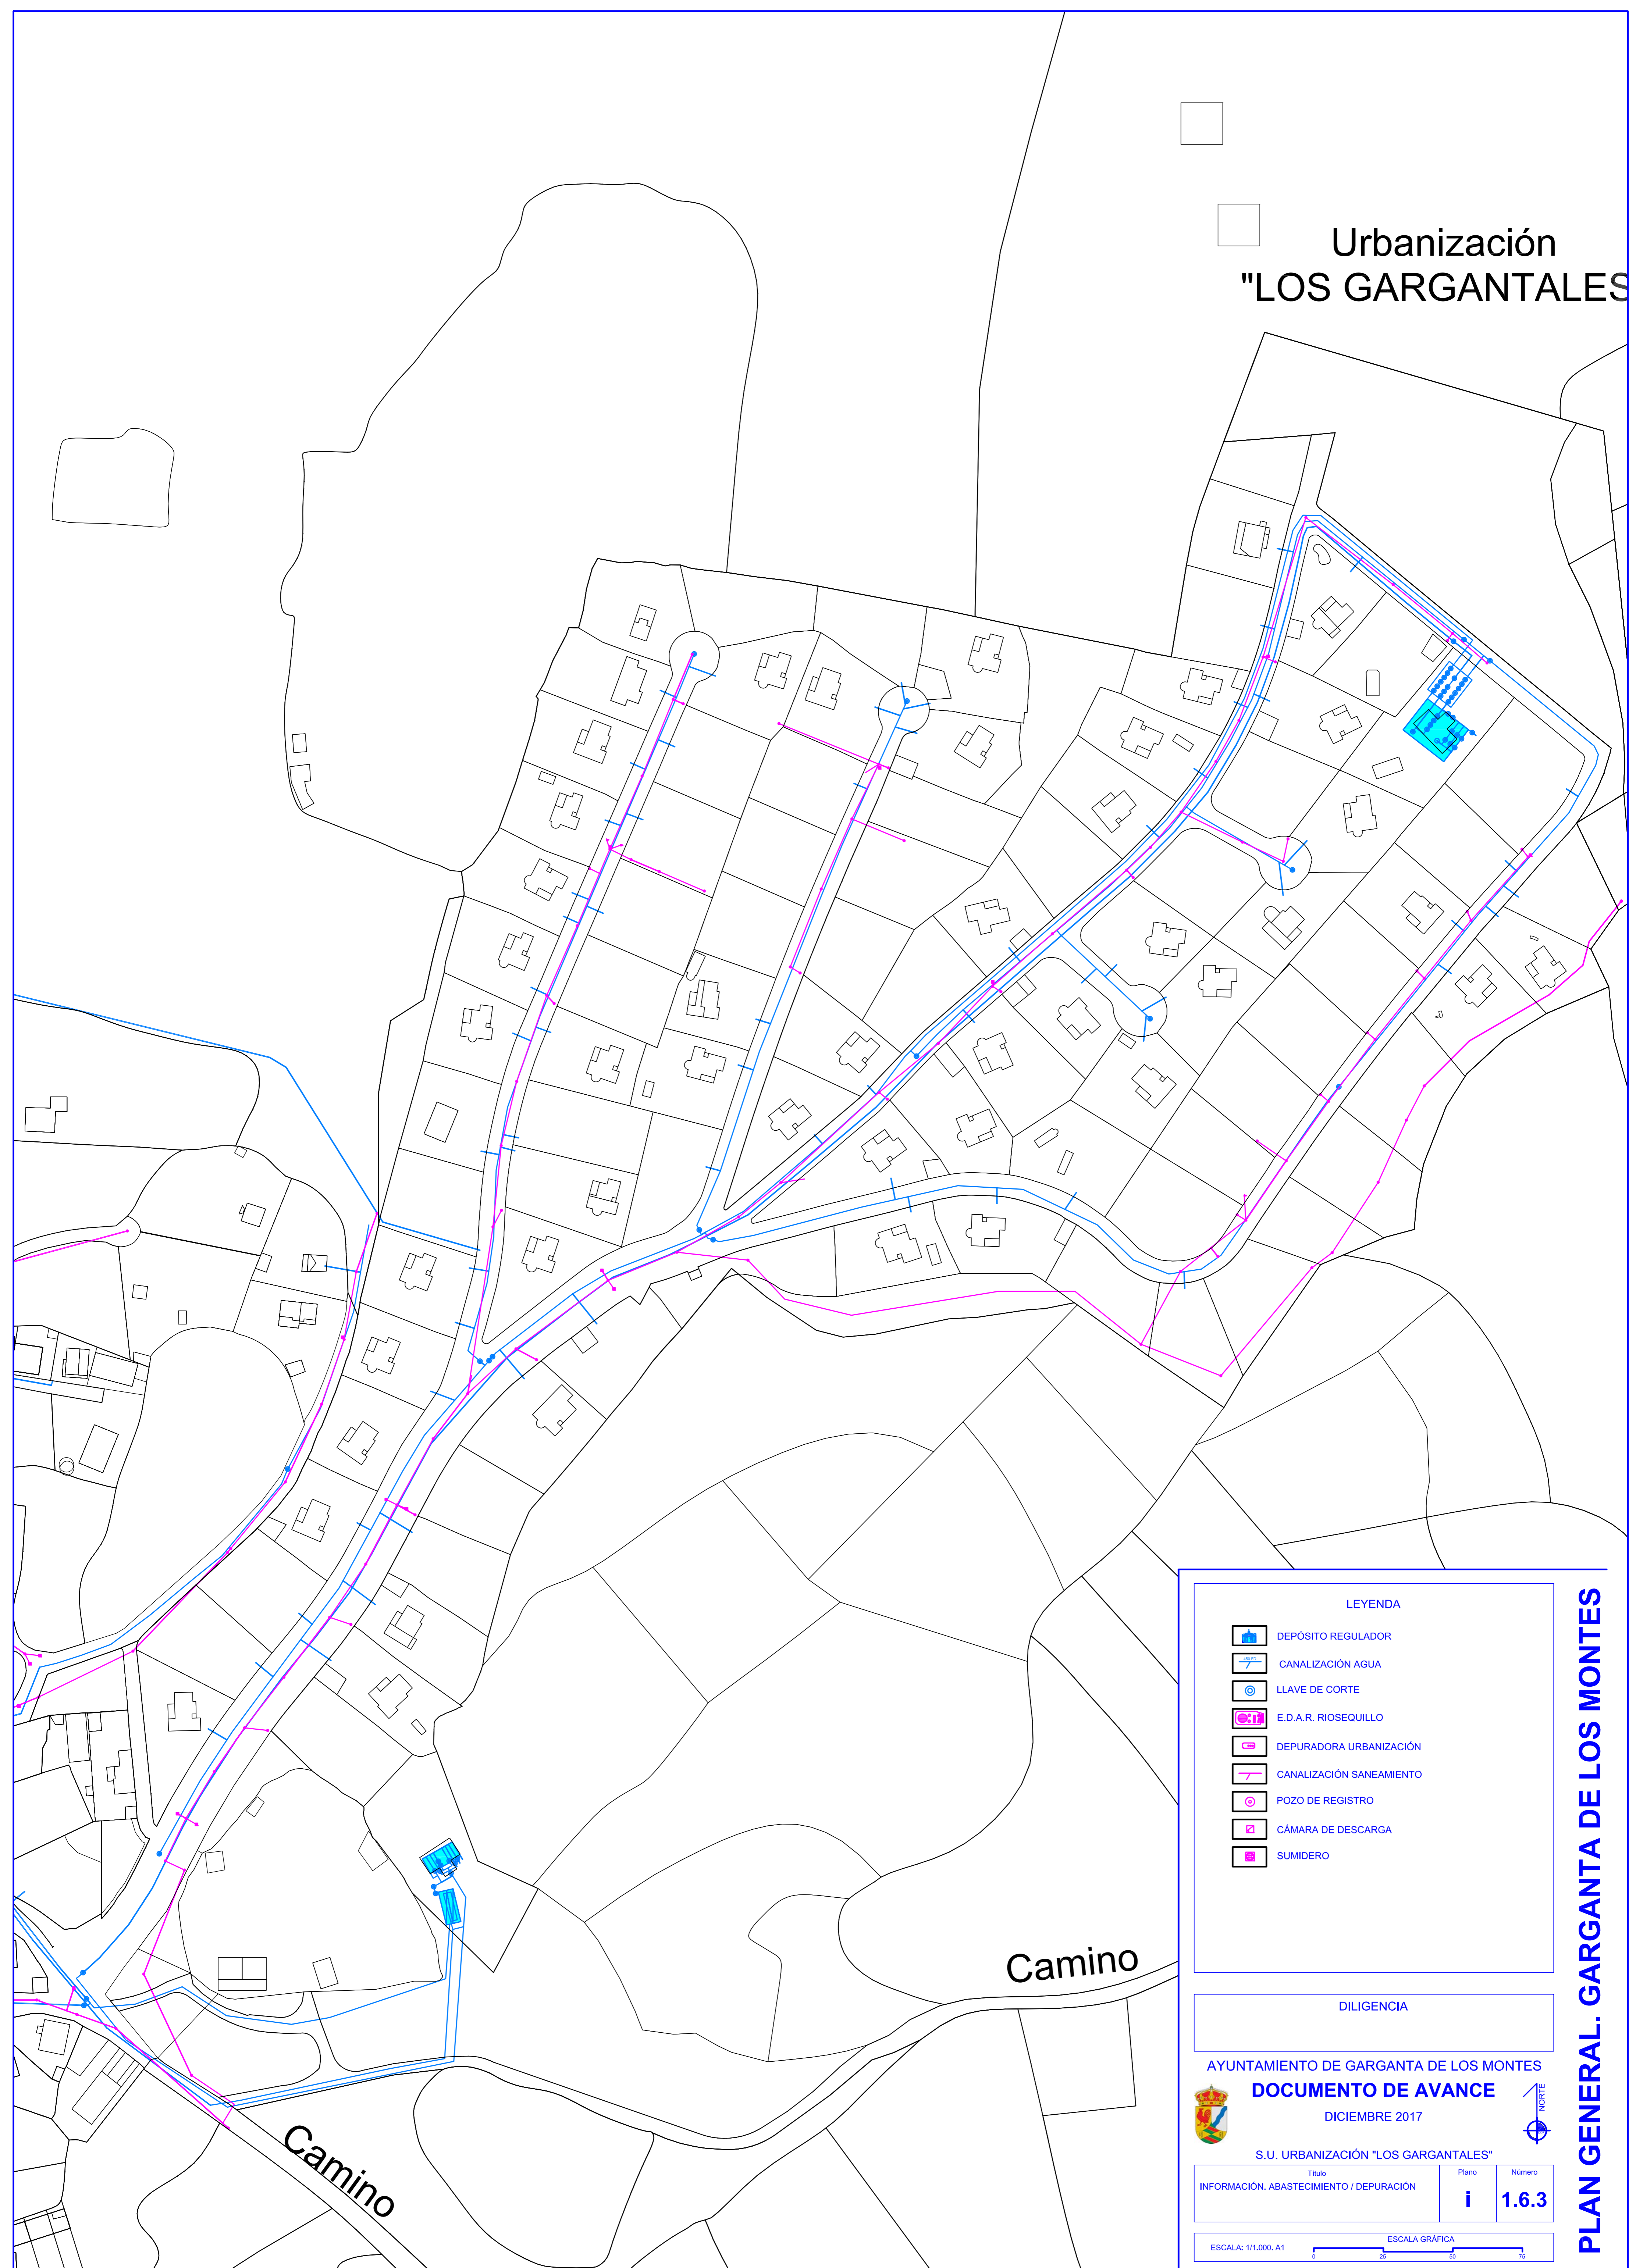 Urbanización
"LOS GARGANTALES
Camino
Camino
LEYENDA
DEPÓSITO REGULADOR
CANALIZACIÓN AGUA
LLAVE DE CORTE
E.D.A.R. RIOSEQUILLO
DEPURADORA URBANIZACIÓN
CANALIZACIÓN SANEAMIENTO
POZO DE REGISTRO
CÁMARA DE DESCARGA
SUMIDERO
DILIGENCIA
AYUNTAMIENTO DE GARGANTA DE LOS MONTES
DOCUMENTO DE AVANCE
DICIEMBRE 2017
NORTE
S.U. URBANIZACIÓN "LOS GARGANTALES"
Título
INFORMACIÓN. ABASTECIMIENTO / DEPURACIÓN
Plano
i
Número
1.6.3
ESCALA: 1/1.000. A1
ESCALA GRÁFICA
0 25 50 75
PLAN GENERAL. GARGANTA DE LOS MONTES